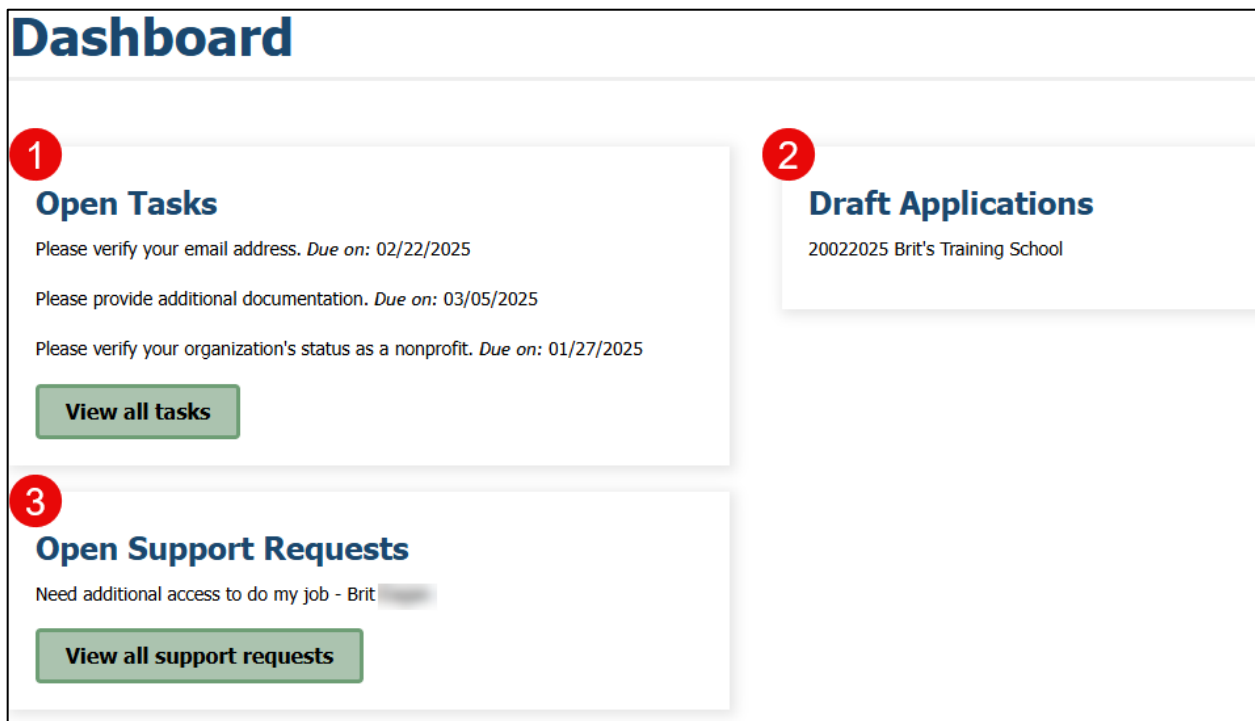 Dashboard
1
Open Tasks
Please verify your email address. Due on: 02/22/2025
Please provide additional documentation. Due on: 03/05/2025
Please verify your organization's status as a nonprofit. Due on: 01/27/2025
View all tasks
2
Draft Applications
20022025 Brit's Training School
3
Open Support Requests
Need additional access to do my job - Brit
View all support requests